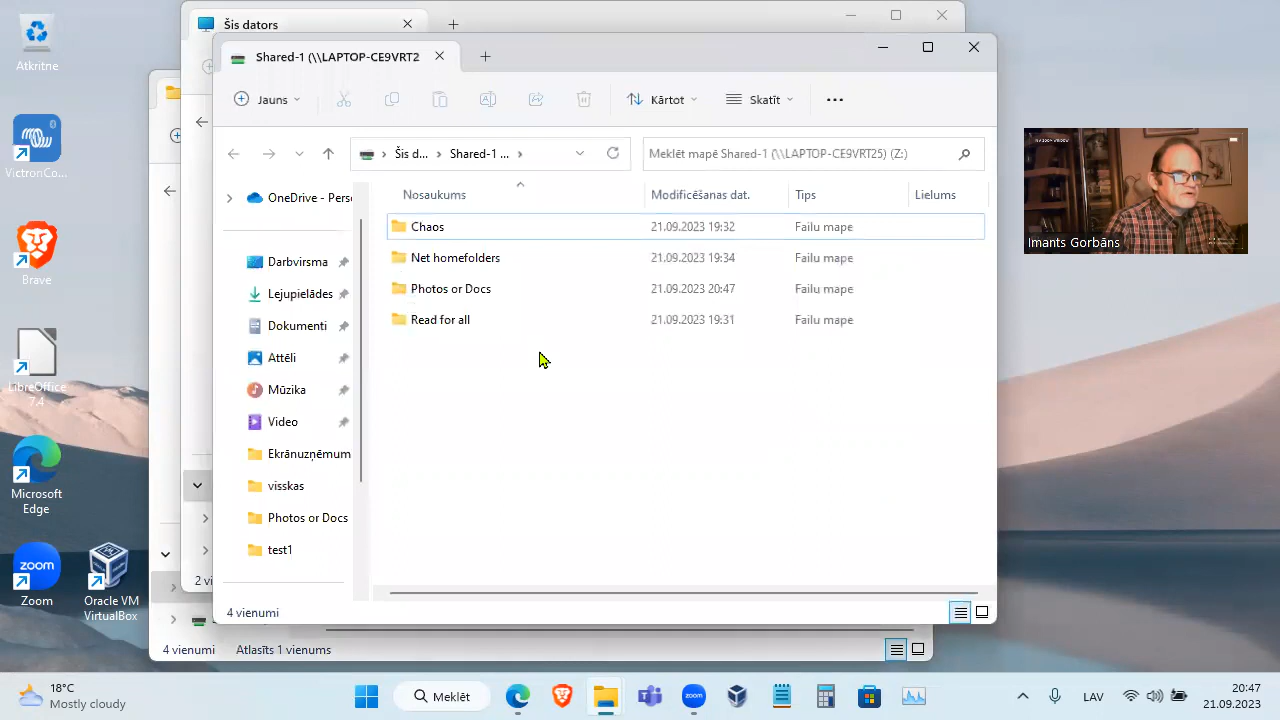 Šis dators
Shared-1 (\\LAPTOP-CE9VRT2
Jauns
Kārtot
Skatīt
Šis d...
Shared-1 ...
Meklēt mapē Shared-1 (\\LAPTOP-CE9VRT25) (Z:)
Nosaukums
Modificēšanas dat.
Tips
Lielums
Chaos 21.09.2023 19:32 Failu mape
Net homefolders 21.09.2023 19:34 Failu mape
Photos or Docs 21.09.2023 20:47 Failu mape
Read for all 21.09.2023 19:31 Failu mape
OneDrive - Perso
Darbvirsma
Lejupielādes
Dokumenti
Attēli
Mūzika
Video
Ekrānuzņēmum
visskas
Photos or Docs
test1
4 vienumi
2 vi
4 vienumi
Atlasīts 1 vienums
Atkritne
VictronCo...
Brave
LibreOffice
7.4
Microsoft
Edge
Zoom
Oracle VM
VirtualBox
Imants Gorbāns
18°C
Mostly cloudy
Meklēt
LAV
20:47
21.09.2023